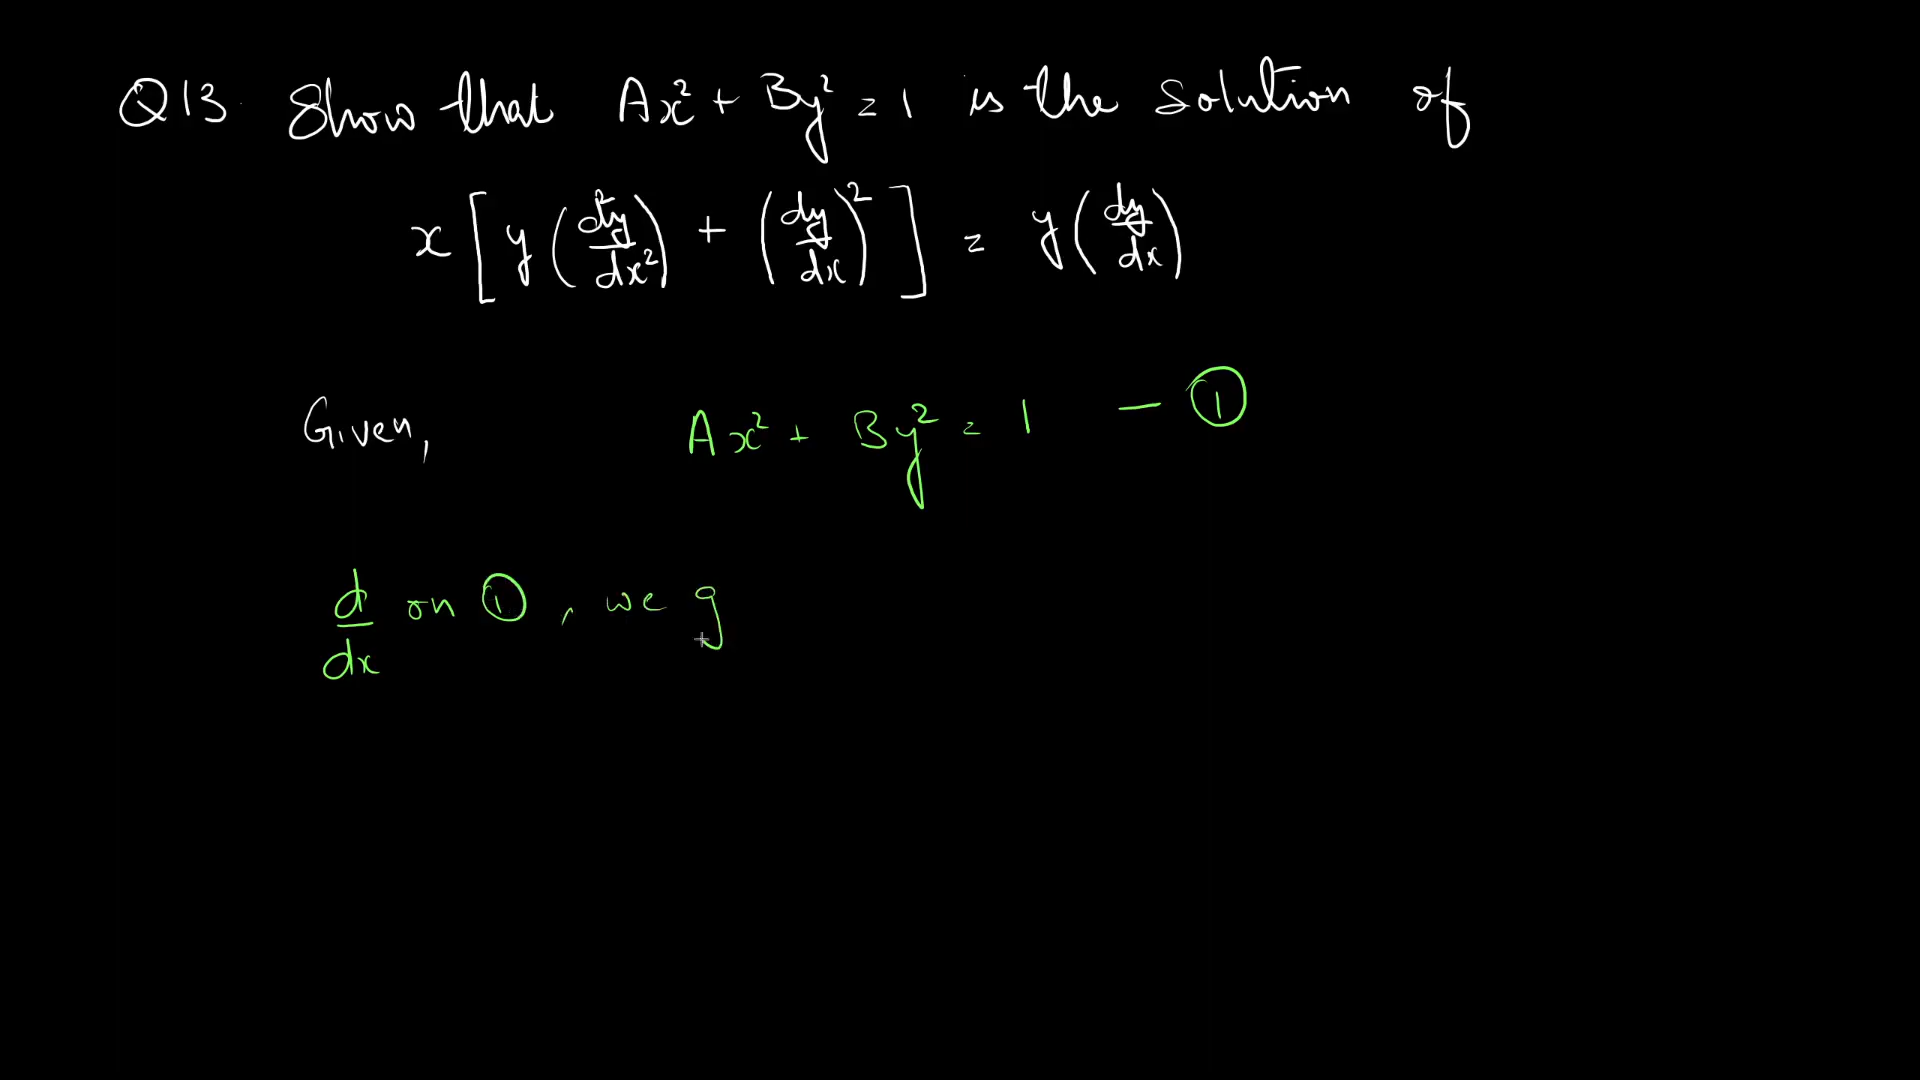 Q13. Show that Ax² + By² = 1 is the solution of
x [ y (d²y/dx²) + (dy/dx)² ] = y (dy/dx)
Given, Ax² + By² = 1 — ①
d/dx on ①, we g